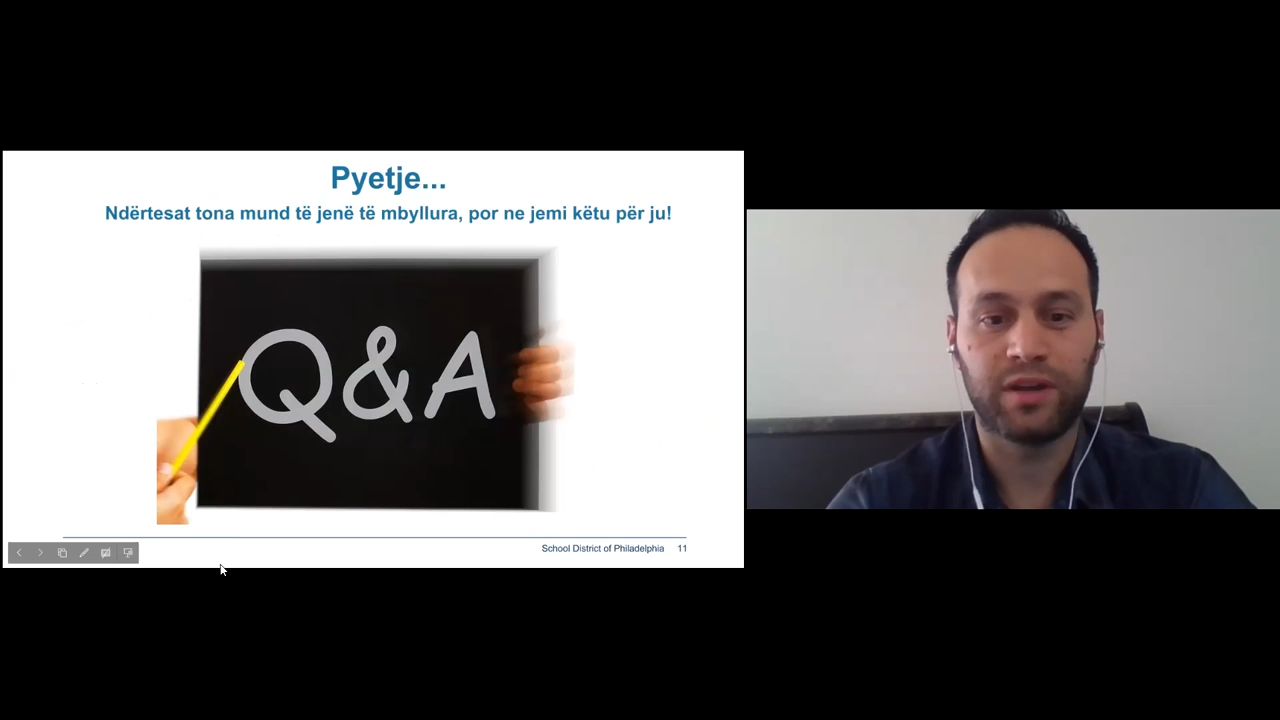 Pyetje...
Ndërtesat tona mund të jenë të mbyllura, por ne jemi këtu për ju!
Q&A
School District of Philadelphia 11